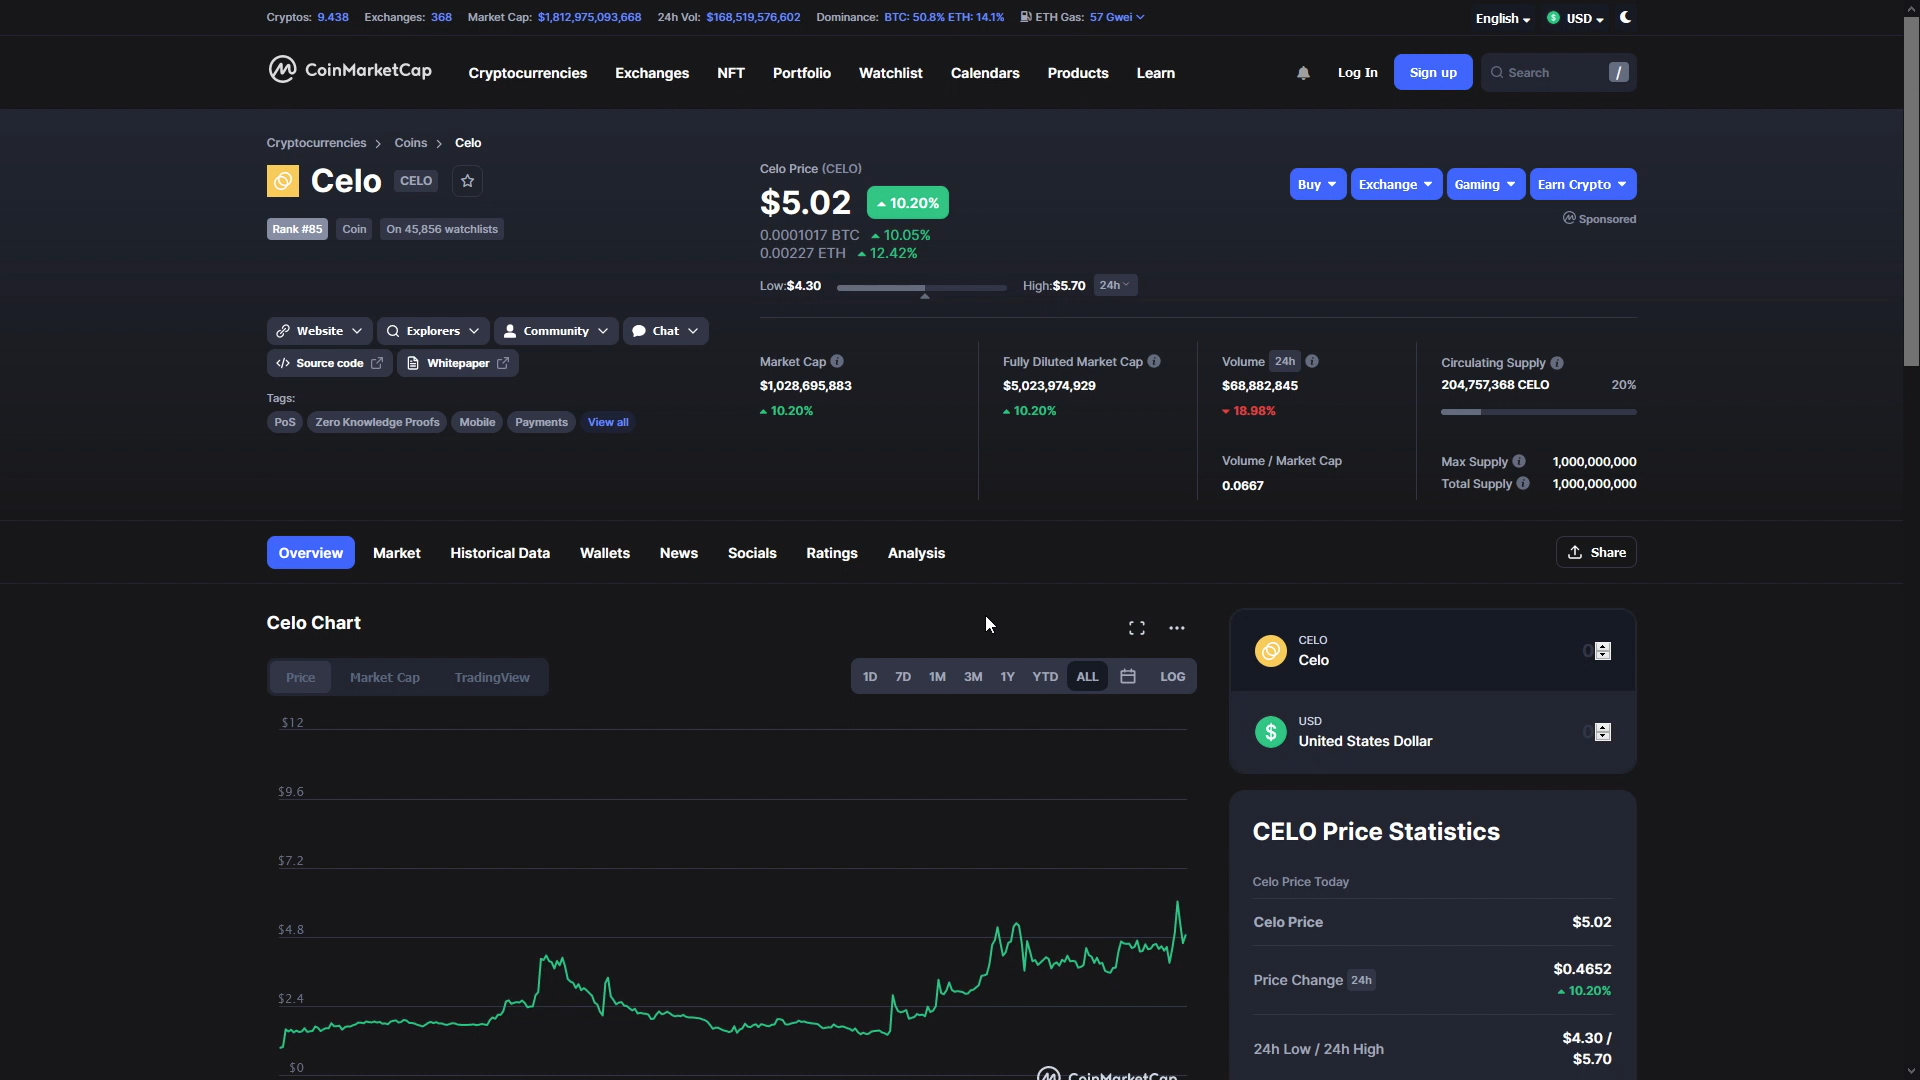 Cryptos: 9.438 Exchanges: 368 Market Cap: $1,812,975,093,668 24h Vol: $168,519,576,602 Dominance: BTC: 50.8% ETH: 14.1% ETH Gas: 57 Gwei
English USD
CoinMarketCap Cryptocurrencies Exchanges NFT Portfolio Watchlist Calendars Products Learn Log In Sign up Search /
Cryptocurrencies > Coins > Celo
Celo CELO
Rank #85 Coin On 45,856 watchlists
Website Explorers Community Chat
Source code Whitepaper
Tags:
PoS Zero Knowledge Proofs Mobile Payments View all
Celo Price (CELO)
$5.02 10.20%
0.0001017 BTC 10.05%
0.00227 ETH 12.42%
Low:$4.30 High:$5.70 24h
Buy Exchange Gaming Earn Crypto
Sponsored
Market Cap
$1,028,695,883
10.20%
Fully Diluted Market Cap
$5,023,974,929
10.20%
Volume 24h
$68,882,845
18.98%
Volume / Market Cap
0.0667
Circulating Supply
204,757,368 CELO 20%
Max Supply 1,000,000,000
Total Supply 1,000,000,000
Overview Market Historical Data Wallets News Socials Ratings Analysis Share
Celo Chart
Price Market Cap TradingView 1D 7D 1M 3M 1Y YTD ALL LOG
$12
$9.6
$7.2
$4.8
$2.4
$0
CoinMarketCap
CELO
Celo 0
USD
United States Dollar 0
$
CELO Price Statistics
Celo Price Today
Celo Price $5.02
Price Change 24h $0.4652
10.20%
24h Low / 24h High $4.30 /
$5.70